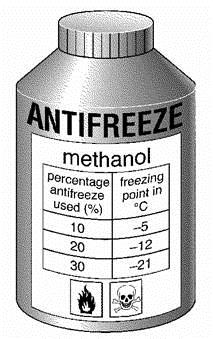 ANTIFREEZE
methanol
percentage antifreeze used (%) freezing point in °C
10 –5
20 –12
30 –21